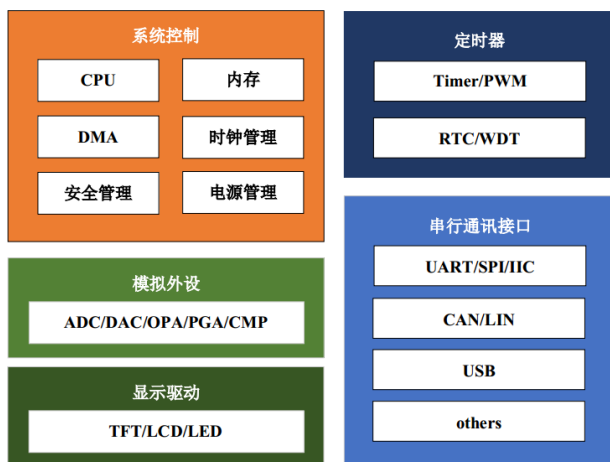 系统控制
CPU
内存
DMA
时钟管理
安全管理
电源管理
模拟外设
ADC/DAC/OPA/PGA/CMP
显示驱动
TFT/LCD/LED
定时器
Timer/PWM
RTC/WDT
串行通讯接口
UART/SPI/IIC
CAN/LIN
USB
others